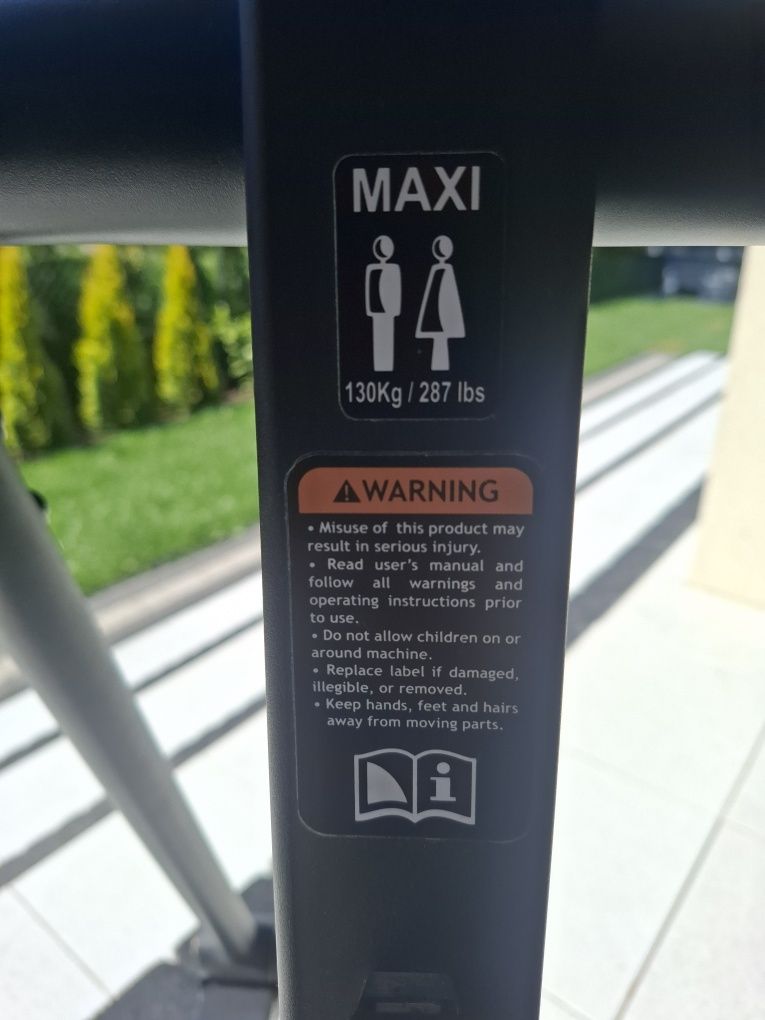 MAXI
130Kg / 287 lbs
WARNING
• Misuse of this product may
result in serious injury.
• Read user's manual and
follow all warnings and
operating instructions prior
to use.
• Do not allow children on or
around machine.
• Replace label if damaged,
illegible, or removed.
• Keep hands, feet and hairs
away from moving parts.